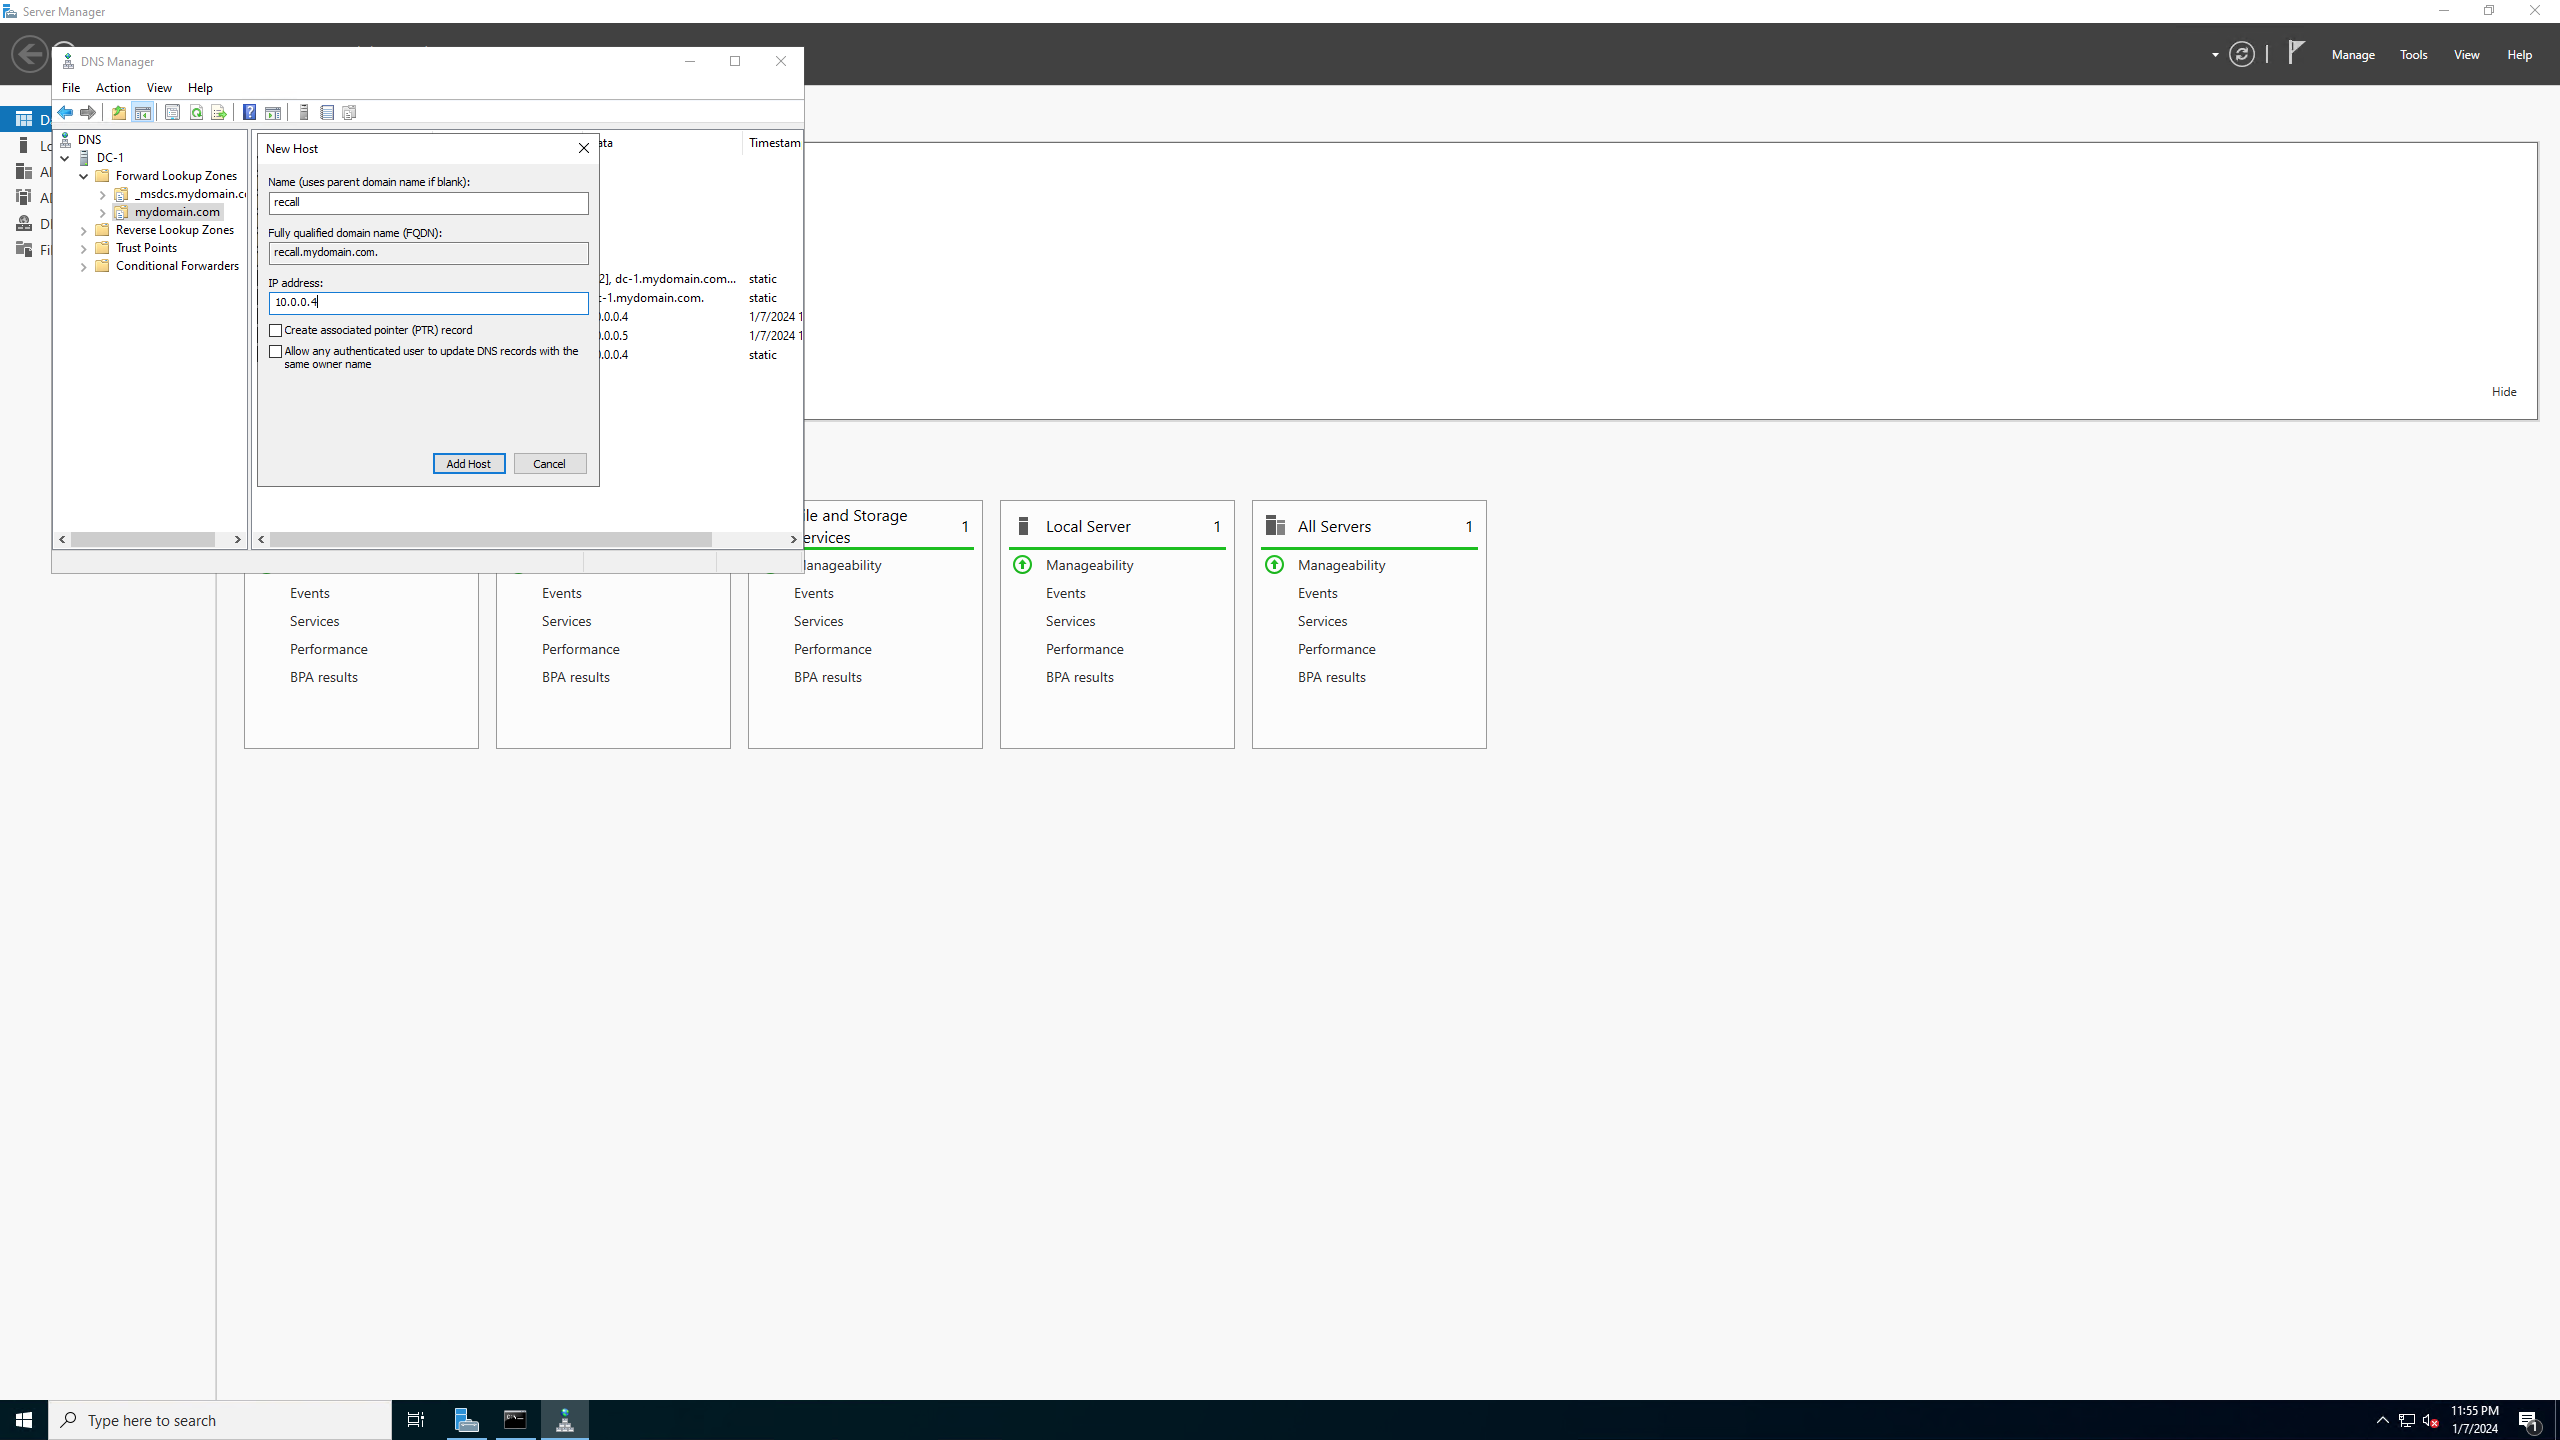 Server Manager
Manage
Tools
View
Help
DNS Manager
File
Action
View
Help
DNS
DC-1
Forward Lookup Zones
_msdcs.mydomain.c
mydomain.com
Reverse Lookup Zones
Trust Points
Conditional Forwarders
New Host
Name (uses parent domain name if blank):
recall
Fully qualified domain name (FQDN):
recall.mydomain.com.
IP address:
10.0.0.4
Create associated pointer (PTR) record
Allow any authenticated user to update DNS records with the
same owner name
Add Host
Cancel
ata
Timestam
2], dc-1.mydomain.com...
static
c-1.mydomain.com.
static
.0.0.4
1/7/2024 1
.0.0.5
1/7/2024 1
.0.0.4
static
Hide
ile and Storage
ervices
1
Manageability
Events
Services
Performance
BPA results
Local Server
1
Manageability
Events
Services
Performance
BPA results
All Servers
1
Manageability
Events
Services
Performance
BPA results
Events
Services
Performance
BPA results
Events
Services
Performance
BPA results
Type here to search
11:55 PM
1/7/2024
1